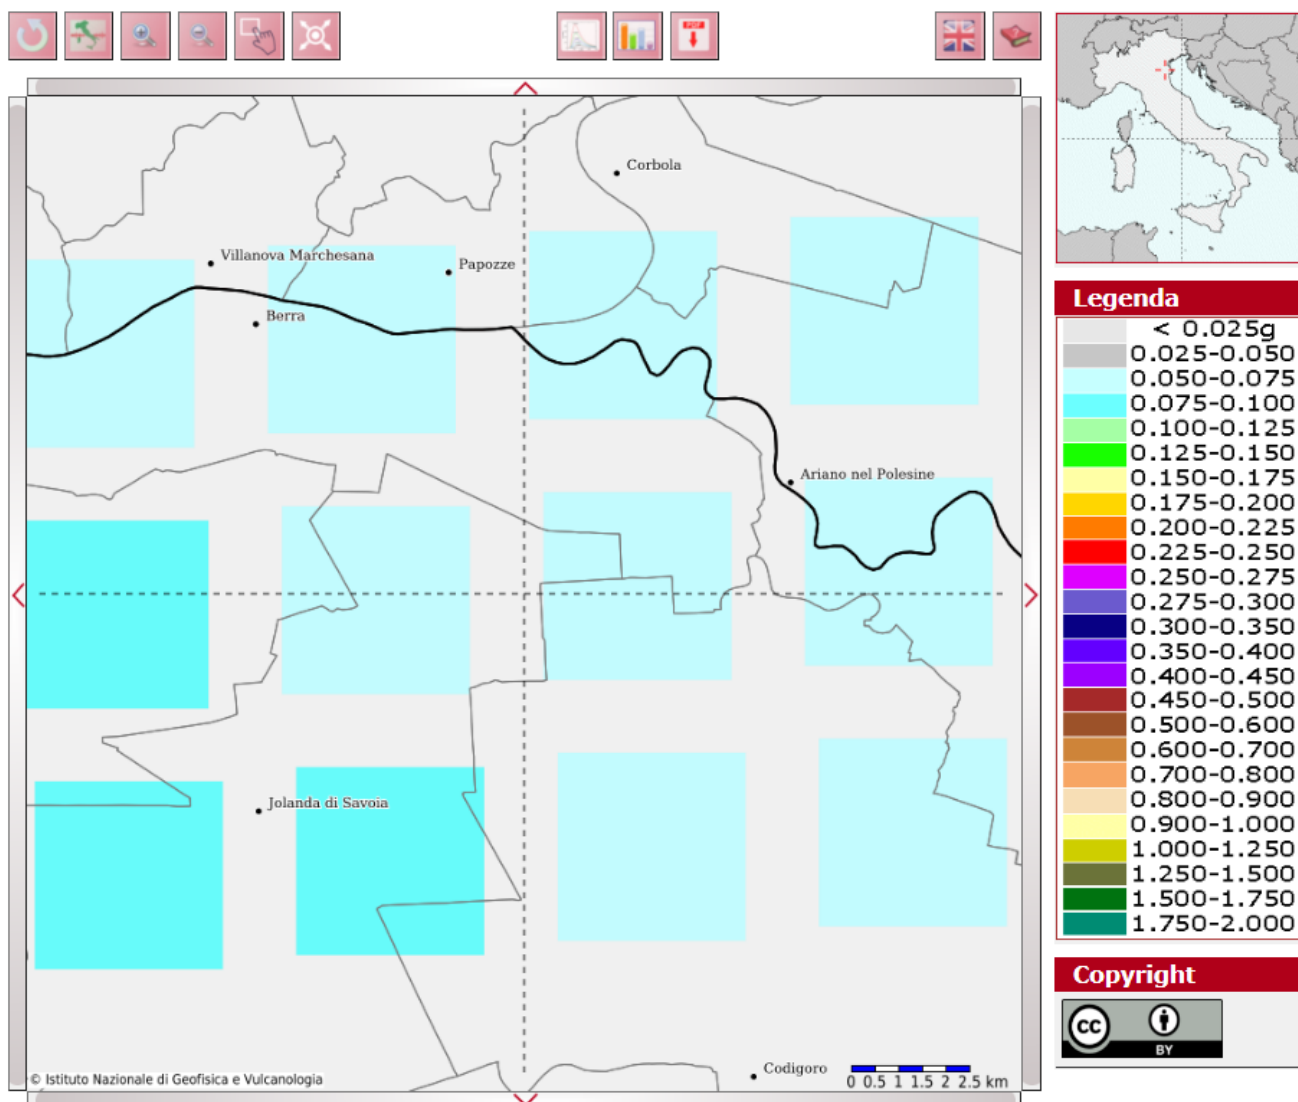 PDF
?
Corbola
Villanova Marchesana
Papozze
Berra
Ariano nel Polesine
Jolanda di Savoia
Codigoro
© Istituto Nazionale di Geofisica e Vulcanologia
0 0.5 1 1.5 2 2.5 km
Legenda
< 0.025g
0.025-0.050
0.050-0.075
0.075-0.100
0.100-0.125
0.125-0.150
0.150-0.175
0.175-0.200
0.200-0.225
0.225-0.250
0.250-0.275
0.275-0.300
0.300-0.350
0.350-0.400
0.400-0.450
0.450-0.500
0.500-0.600
0.600-0.700
0.700-0.800
0.800-0.900
0.900-1.000
1.000-1.250
1.250-1.500
1.500-1.750
1.750-2.000
Copyright
cc
BY